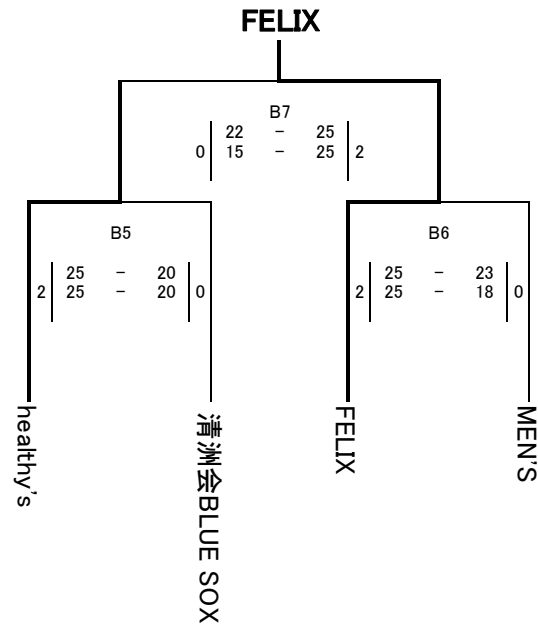 FELIX
B7
22 － 25
0 15 － 25 2
B5
B6
25 － 20
2 25 － 20 0
25 － 23
2 25 － 18 0
healthy's
清洲会BLUE SOX
FELIX
MEN'S